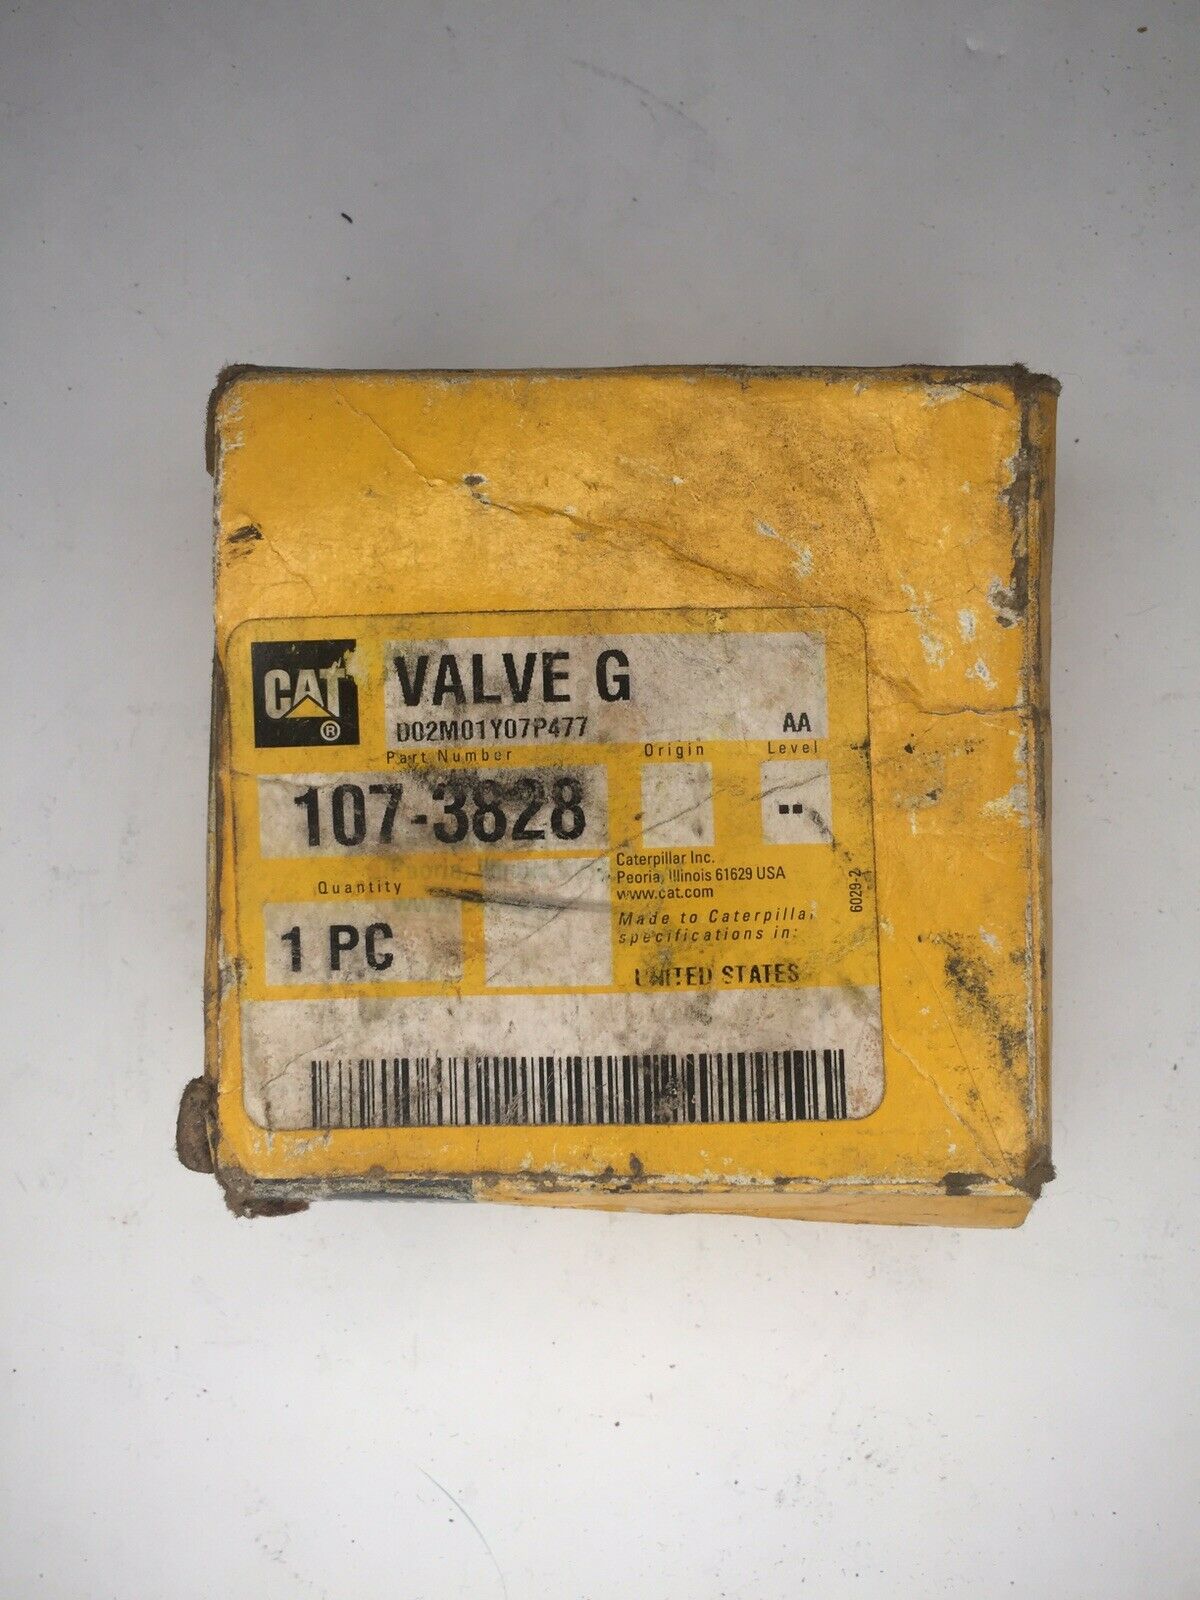 CAT
®
VALVE G
D02M01Y07P477 AA
Part Number Origin Level
107-3828 --
Quantity
1 PC
Caterpillar Inc.
Peoria, Illinois 61629 USA
www.cat.com
Made to Caterpillar
specifications in:
UNITED STATES
6029-2